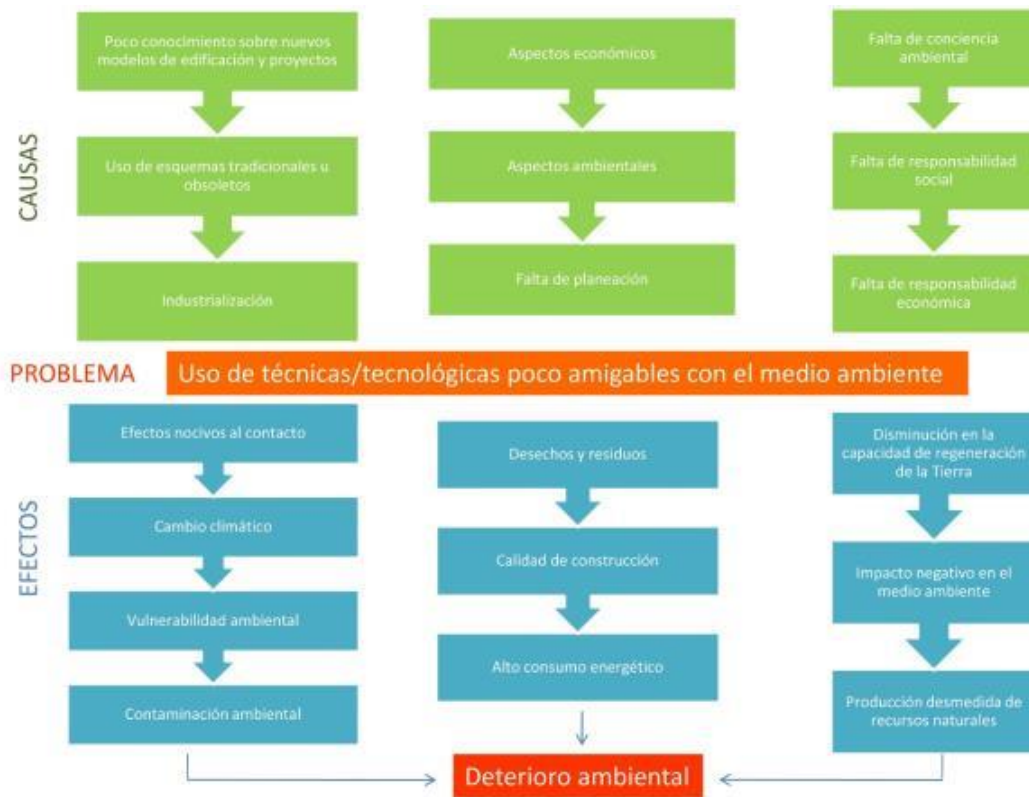 CAUSAS
Poco conocimiento sobre nuevos
modelos de edificación y proyectos
Uso de esquemas tradicionales u
obsoletos
Industrialización
Aspectos económicos
Aspectos ambientales
Falta de planeación
Falta de conciencia
ambiental
Falta de responsabilidad
social
Falta de responsabilidad
económica
PROBLEMA
Uso de técnicas/tecnológicas poco amigables con el medio ambiente
EFECTOS
Efectos nocivos al contacto
Cambio climático
Vulnerabilidad ambiental
Contaminación ambiental
Desechos y residuos
Calidad de construcción
Alto consumo energético
Disminución en la
capacidad de regeneración
de la Tierra
Impacto negativo en el
medio ambiente
Producción desmedida de
recursos naturales
Deterioro ambiental